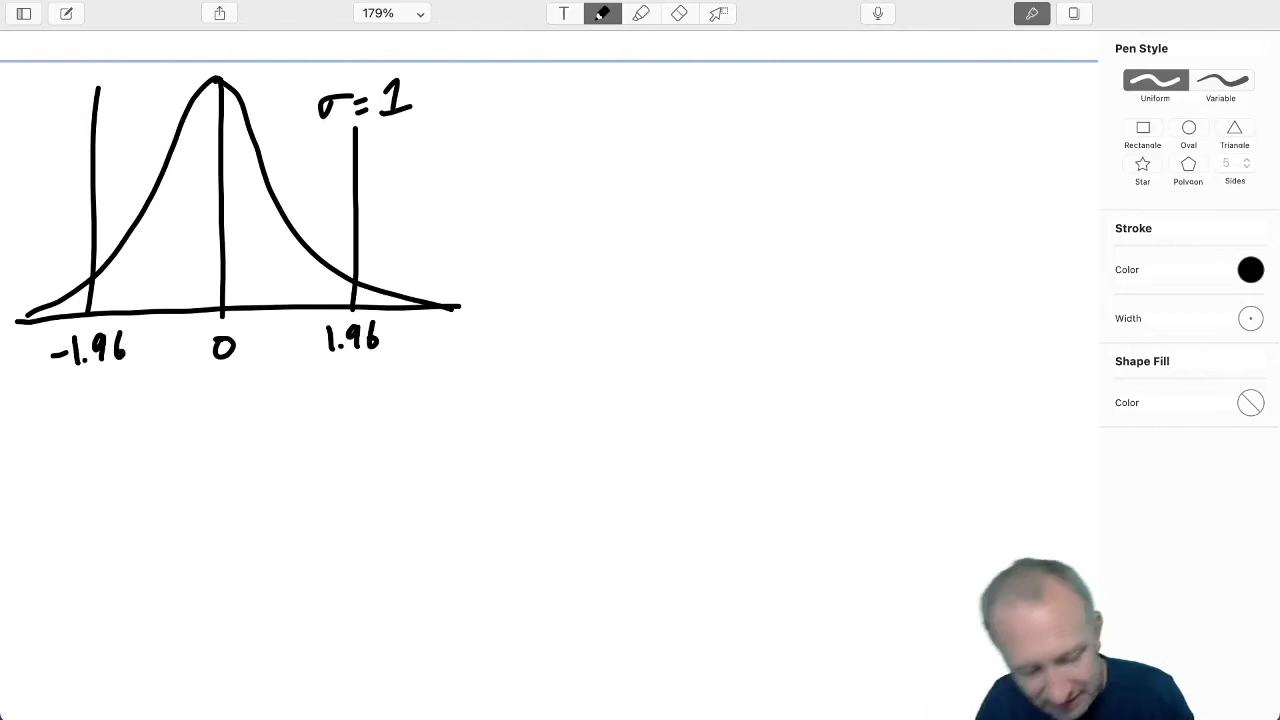 179%
T
Pen Style
Uniform
Variable
Rectangle
Oval
Triangle
5
Star
Polygon
Sides
Stroke
Color
Width
Shape Fill
Color
σ = 1
-1.96
0
1.96